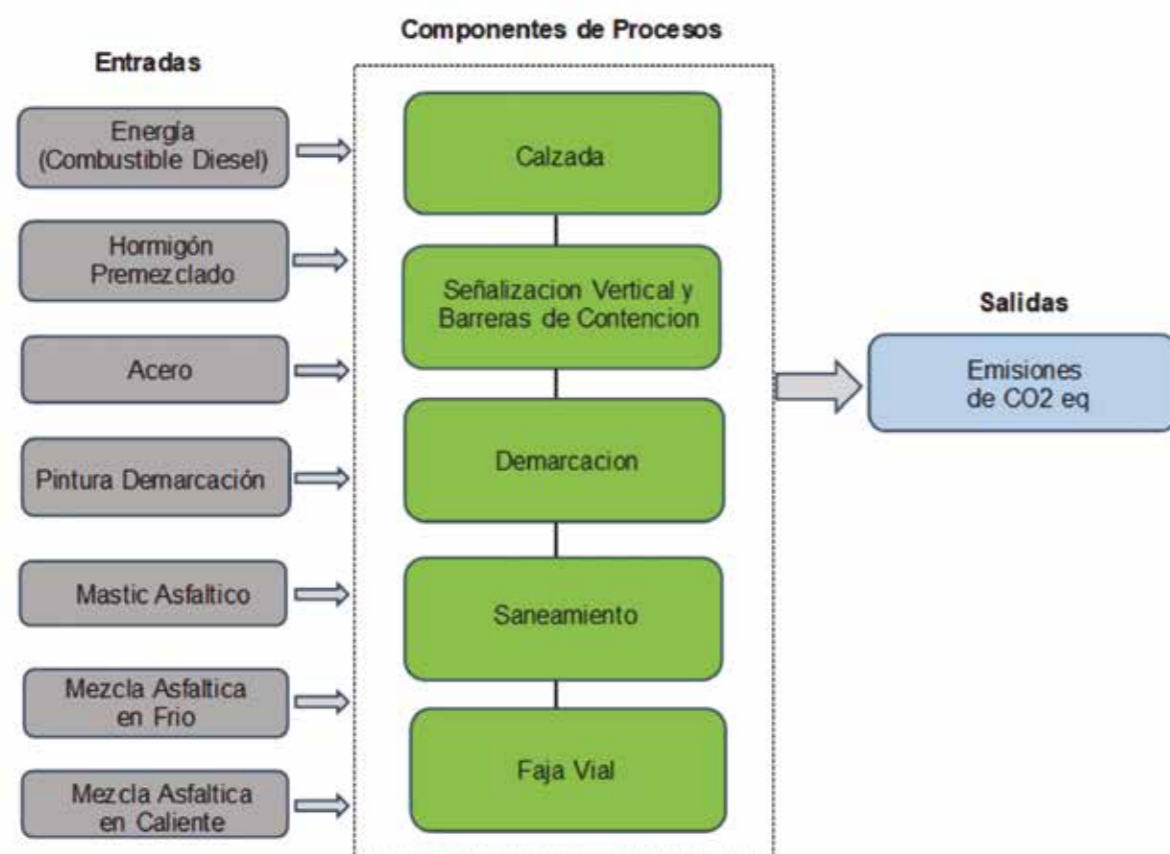 Componentes de Procesos
Entradas
Energía
(Combustible Diesel)
Hormigón
Premezclado
Acero
Pintura Demarcación
Mastic Asfaltico
Mezcla Asfaltica
en Frio
Mezcla Asfaltica
en Caliente
Calzada
Señalizacion Vertical y
Barreras de Contencion
Demarcacion
Saneamiento
Faja Vial
Salidas
Emisiones
de CO2 eq